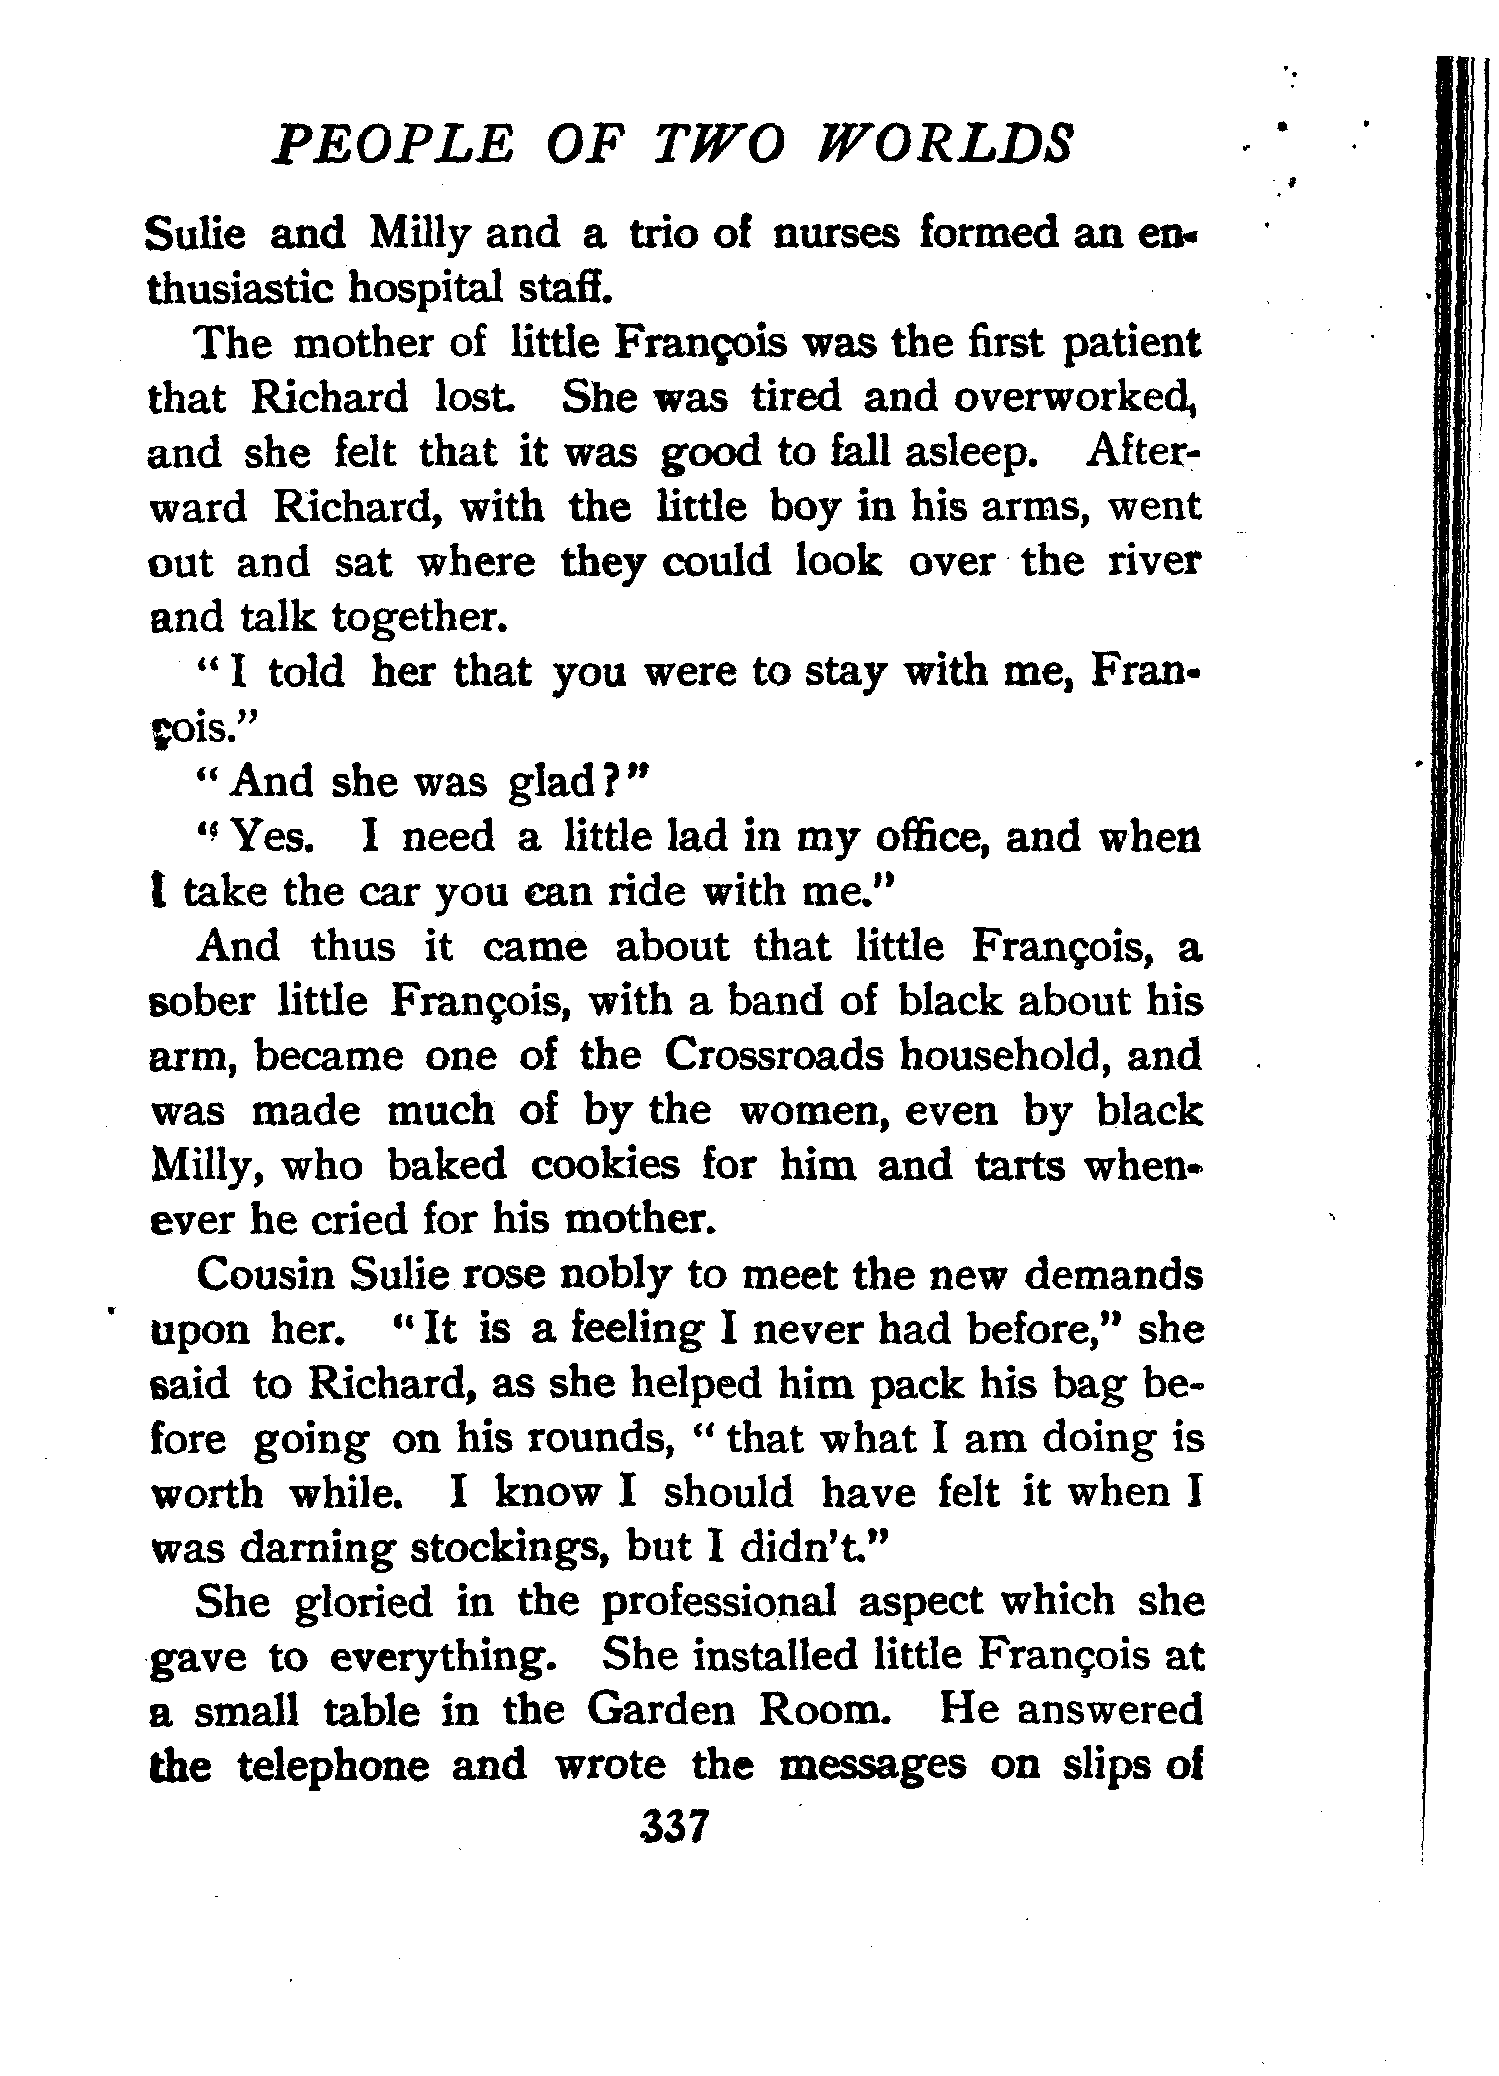 PEOPLE OF TWO WORLDS
Sulie and Milly and a trio of nurses formed an en-
thusiastic hospital staff.
The mother of little François was the first patient
that Richard lost. She was tired and overworked,
and she felt that it was good to fall asleep. After-
ward Richard, with the little boy in his arms, went
out and sat where they could look over the river
and talk together.
“I told her that you were to stay with me, Fran-
çois.”
“And she was glad?”
“Yes. I need a little lad in my office, and when
I take the car you can ride with me.”
And thus it came about that little François, a
sober little François, with a band of black about his
arm, became one of the Crossroads household, and
was made much of by the women, even by black
Milly, who baked cookies for him and tarts when-
ever he cried for his mother.
Cousin Sulie rose nobly to meet the new demands
upon her. “It is a feeling I never had before,” she
said to Richard, as she helped him pack his bag be-
fore going on his rounds, “that what I am doing is
worth while. I know I should have felt it when I
was darning stockings, but I didn’t.”
She gloried in the professional aspect which she
gave to everything. She installed little François at
a small table in the Garden Room. He answered
the telephone and wrote the messages on slips of
337